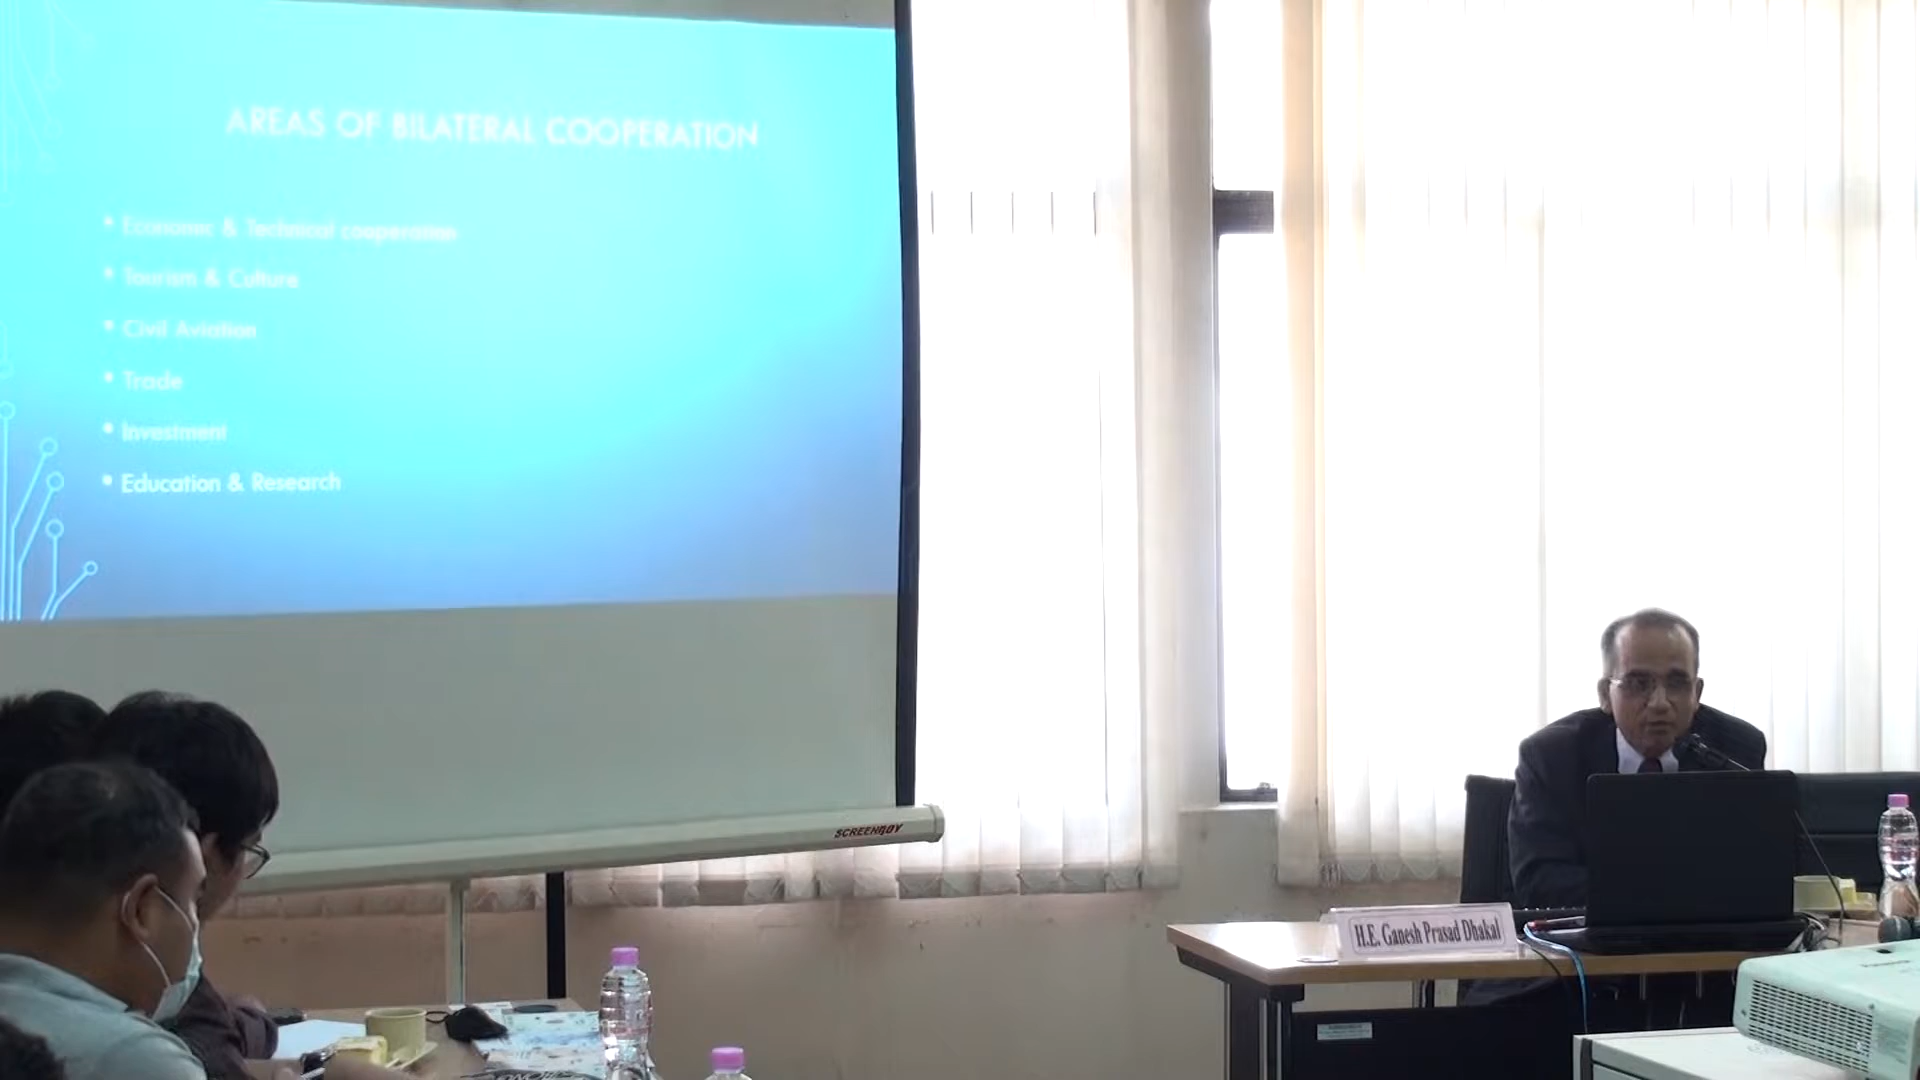 AREAS OF BILATERAL COOPERATION
• Economic & Technical cooperation
• Tourism & Culture
• Civil Aviation
• Trade
• Investment
• Education & Research
SCREENBOY
H.E. Ganesh Prasad Dhakal
Panasonic